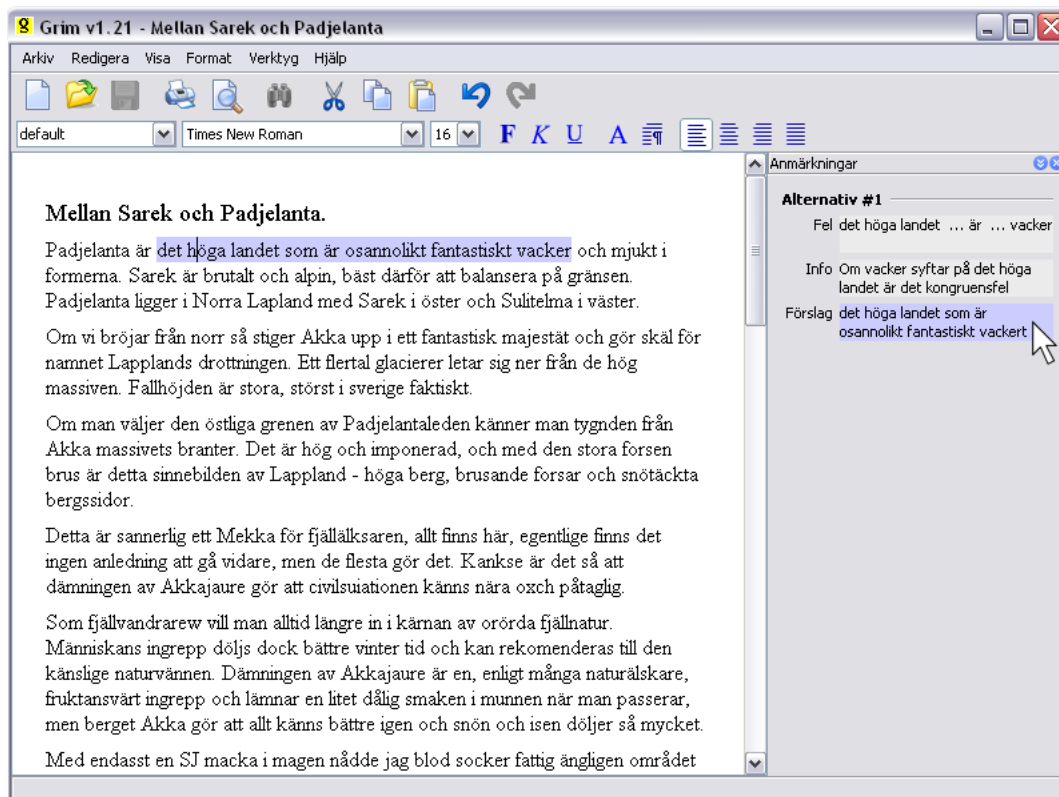 g Grim v1.21 - Mellan Sarek och Padjelanta
Arkiv Redigera Visa Format Verktyg Hjälp
default Times New Roman 16 F K U A
Anmärkningar
Mellan Sarek och Padjelanta.
Padjelanta är det höga landet som är osannolikt fantastiskt vacker och mjukt i
formerna. Sarek är brutalt och alpin, bäst därför att balansera på gränsen.
Padjelanta ligger i Norra Lapland med Sarek i öster och Sulitelma i väster.
Om vi bröjar från norr så stiger Akka upp i ett fantastisk majestät och gör skäl för
namnet Lapplands drottningen. Ett flertal glacierer letar sig ner från de hög
massiven. Fallhöjden är stora, störst i sverige faktiskt.
Om man väljer den östliga grenen av Padjelantaleden känner man tygnden från
Akka massivets branter. Det är hög och imponerad, och med den stora forsen
brus är detta sinnebilden av Lappland - höga berg, brusande forsar och snötäckta
bergssidor.
Detta är sannerlig ett Mekka för fjällälksaren, allt finns här, egentlige finns det
ingen anledning att gå vidare, men de flesta gör det. Kankse är det så att
dämningen av Akkajaure gör att civilsuiationen känns nära oxch påtaglig.
Som fjällvandrarew vill man alltid längre in i kärnan av orörda fjällnatur.
Människans ingrepp döljs dock bättre vinter tid och kan rekomenderas till den
känslige naturvännen. Dämningen av Akkajaure är en, enligt många naturälskare,
fruktansvärt ingrepp och lämnar en litet dålig smaken i munnen när man passerar,
men berget Akka gör att allt känns bättre igen och snön och isen döljer så mycket.
Med endasst en SJ macka i magen nådde jag blod socker fattig ängligen området
Alternativ #1
Fel det höga landet ... är ... vacker
Info Om vacker syftar på det höga
landet är det kongruensfel
Förslag det höga landet som är
osannolikt fantastiskt vackert